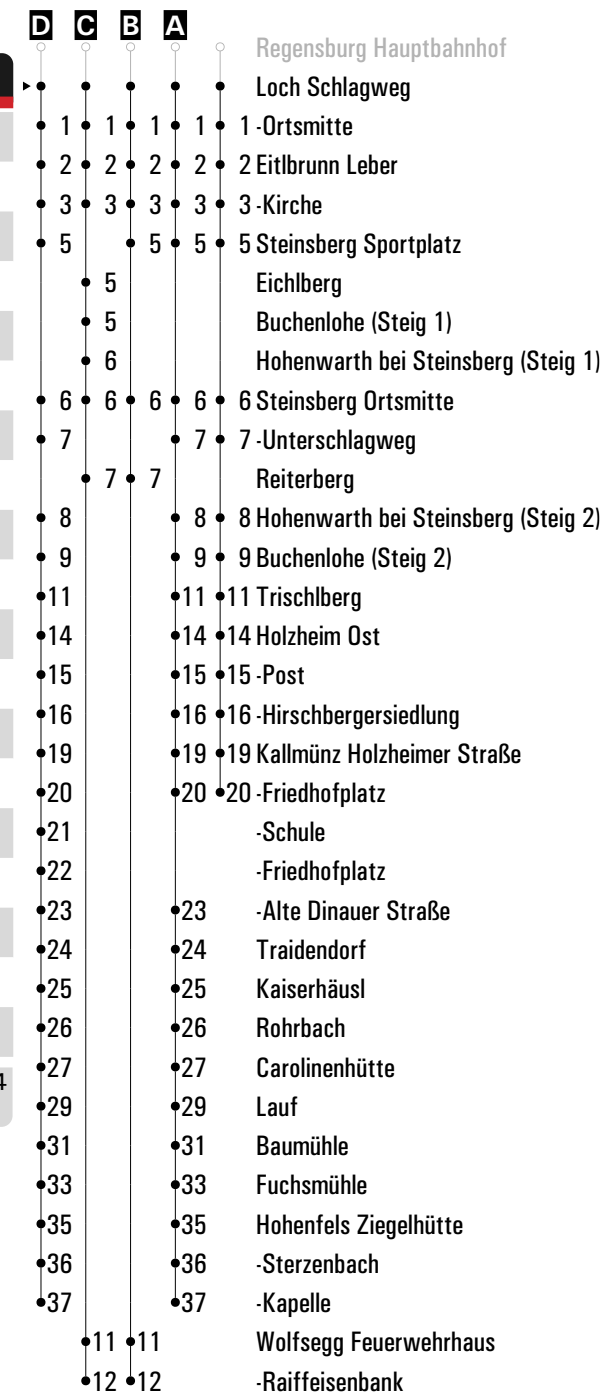 D C B A
Regensburg Hauptbahnhof
Loch Schlagweg
1 1 1 1 1 -Ortsmitte
2 2 2 2 2 Eitlbrunn Leber
3 3 3 3 3 -Kirche
5 5 5 5 Steinsberg Sportplatz
5 Eichlberg
5 Buchenlohe (Steig 1)
6 Hohenwarth bei Steinsberg (Steig 1)
6 6 6 6 6 Steinsberg Ortsmitte
7 7 7 -Unterschlagweg
7 7 Reiterberg
8 8 8 Hohenwarth bei Steinsberg (Steig 2)
9 9 9 Buchenlohe (Steig 2)
11 11 11 Trischlberg
14 14 14 Holzheim Ost
15 15 15 -Post
16 16 16 -Hirschbergersiedlung
19 19 19 Kallmünz Holzheimer Straße
20 20 20 -Friedhofplatz
21 -Schule
22 -Friedhofplatz
23 23 -Alte Dinauer Straße
24 24 Traidendorf
25 25 Kaiserhäusl
26 26 Rohrbach
27 27 Carolinenhütte
4
29 29 Lauf
31 31 Baumühle
33 33 Fuchsmühle
35 35 Hohenfels Ziegelhütte
36 36 -Sterzenbach
37 37 -Kapelle
11 11 Wolfsegg Feuerwehrhaus
12 12 -Raiffeisenbank